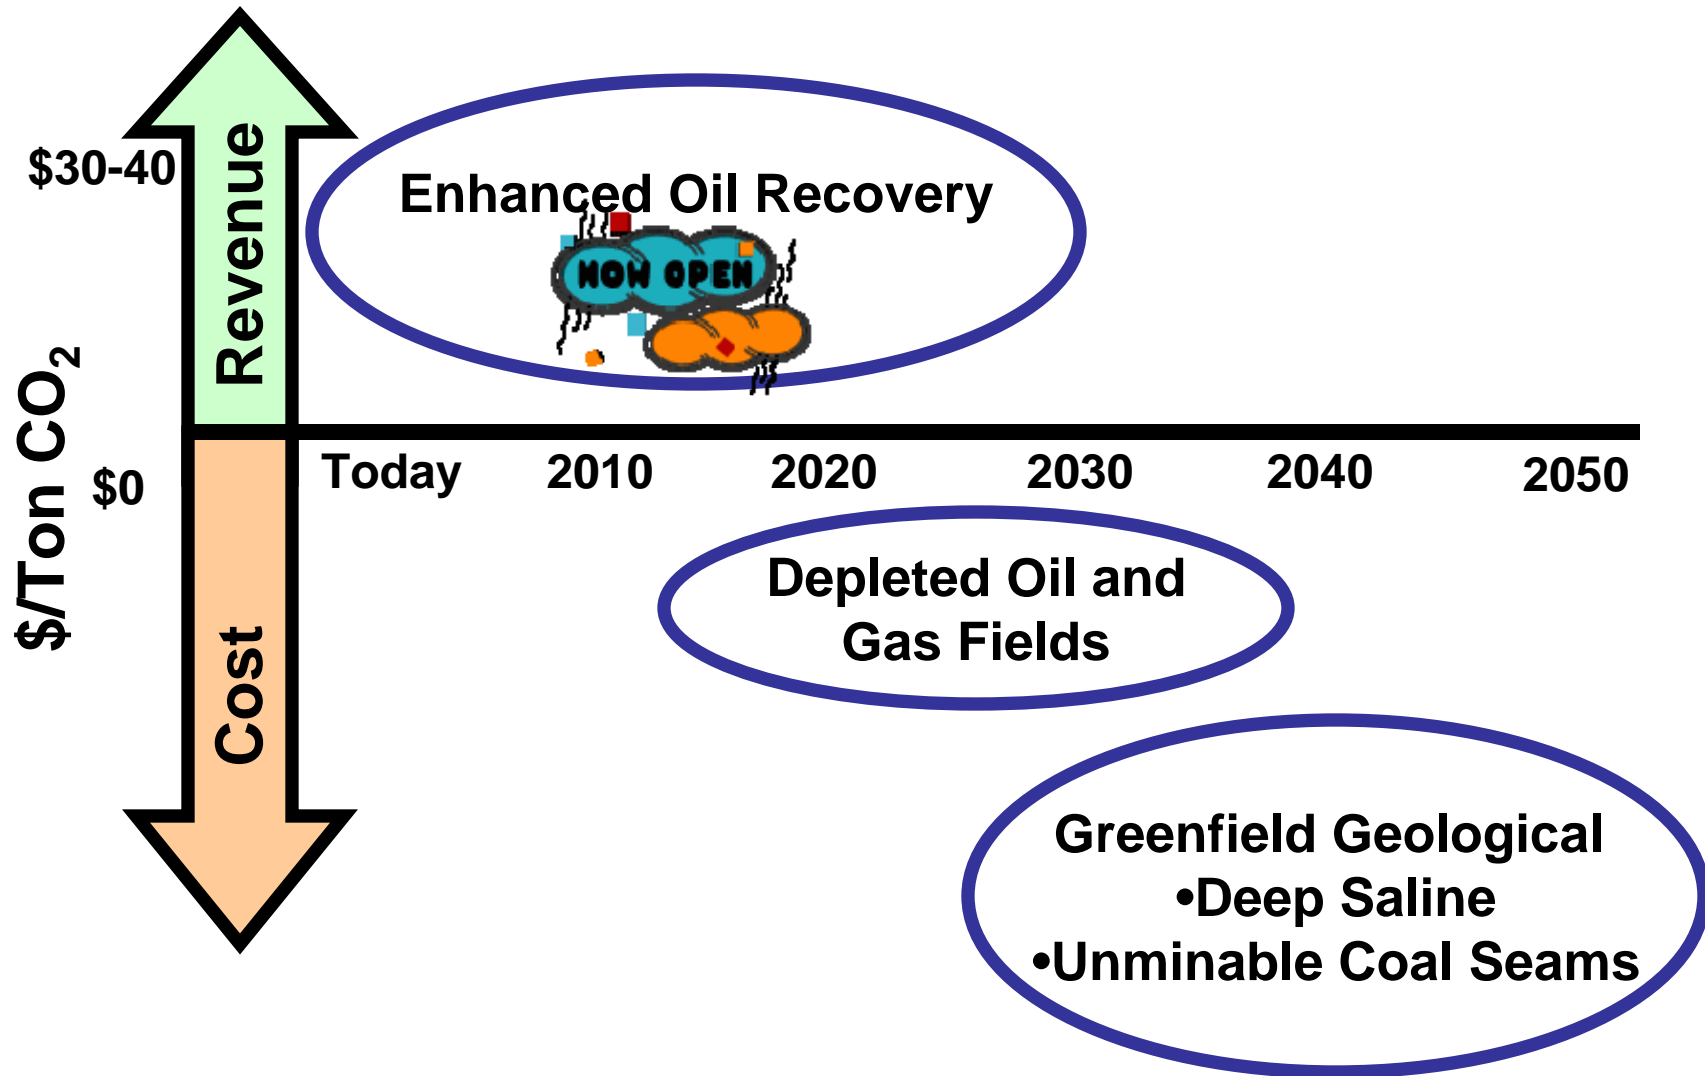 $30-40
Revenue
Enhanced Oil Recovery
NOW OPEN
$/Ton CO₂
$0
Today 2010 2020 2030 2040 2050
Cost
Depleted Oil and
Gas Fields
Greenfield Geological
•Deep Saline
•Unminable Coal Seams